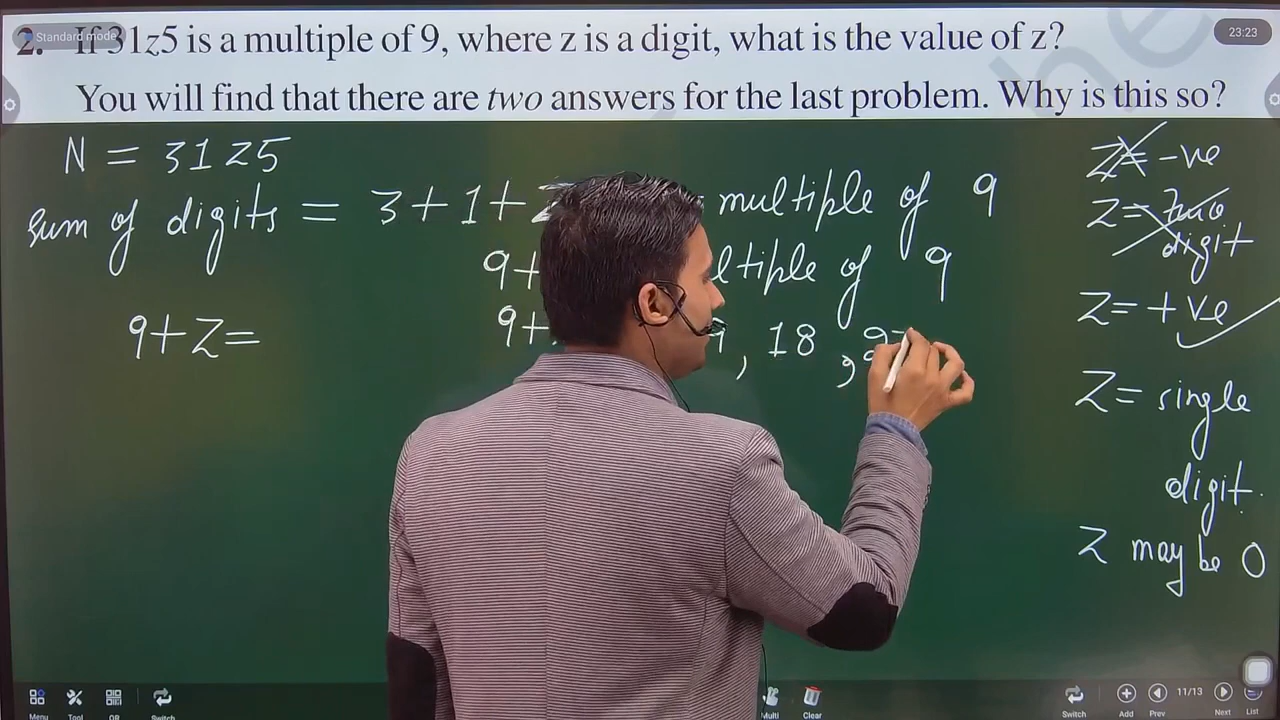 2. If 31z5 is a multiple of 9, where z is a digit, what is the value of z?
Standard mode
23:23
You will find that there are two answers for the last problem. Why is this so?
N = 31Z5
Sum of digits = 3+1+ multiple of 9
9+ of 9
9+Z=
9+ 9, 18,
Z= -ve
Z= Two digit
Z= +ve
Z= single digit.
Z may be 0
Menu Tool QR Switch Multi Clear Switch Add Prev 11/13 Next List